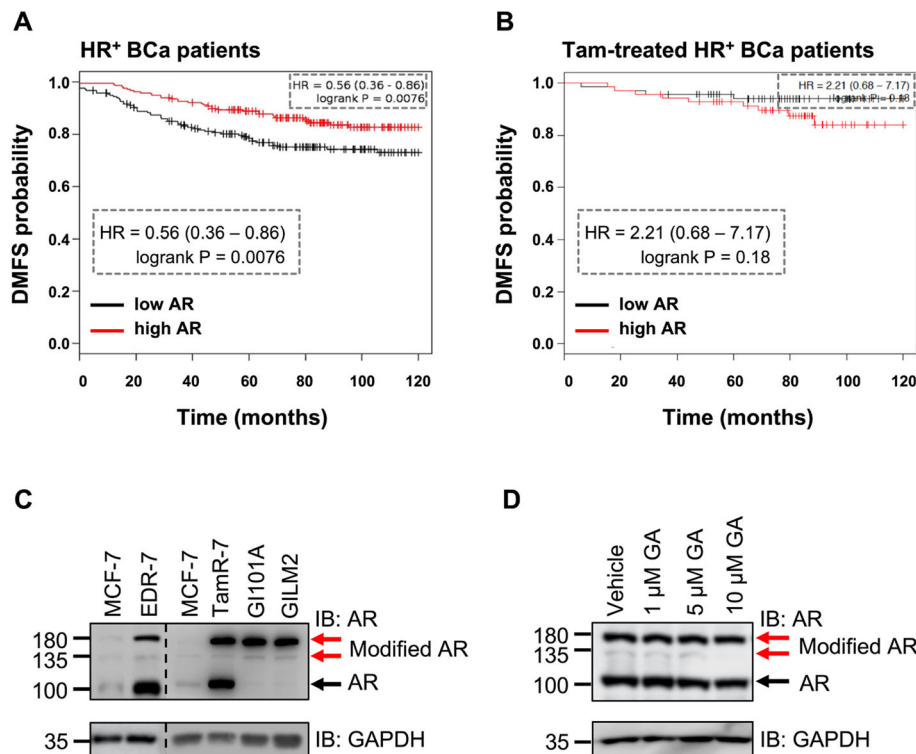 A
HR⁺ BCa patients
HR = 0.56 (0.36 - 0.86)
logrank P = 0.0076
1.0
0.8
0.6
0.4
0.2
0.0
DMFS probability
HR = 0.56 (0.36 – 0.86)
logrank P = 0.0076
low AR
high AR
0 20 40 60 80 100 120
Time (months)
B
Tam-treated HR⁺ BCa patients
HR = 2.21 (0.68 – 7.17)
logrank P = 0.18
1.0
0.8
0.6
0.4
0.2
0.0
DMFS probability
HR = 2.21 (0.68 – 7.17)
logrank P = 0.18
low AR
high AR
0 20 40 60 80 100 120
Time (months)
C
MCF-7
EDR-7
MCF-7
TamR-7
GI101A
GILM2
IB: AR
180
135
Modified AR
100
AR
35
IB: GAPDH
D
Vehicle
1 µM GA
5 µM GA
10 µM GA
IB: AR
180
135
Modified AR
100
AR
35
IB: GAPDH